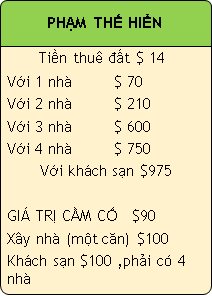 PHẠM THẾ HIỂN
Tiền thuê đất $ 14
Với 1 nhà $ 70
Với 2 nhà $ 210
Với 3 nhà $ 600
Với 4 nhà $ 750
Với khách sạn $975
GIÁ TRỊ CẦM CỐ $90
Xây nhà (một căn) $100
Khách sạn $100 ,phải có 4
nhà